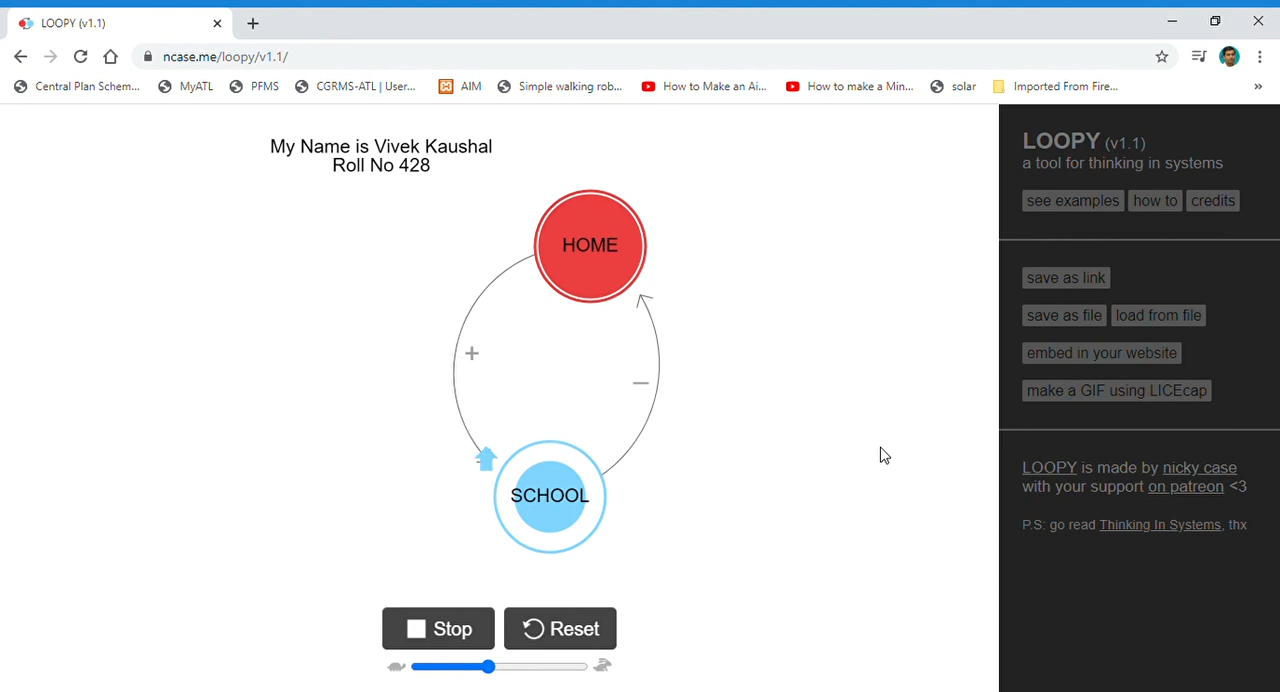 LOOPY (v1.1)
ncase.me/loopy/v1.1/
Central Plan Schem... MyATL PFMS CGRMS-ATL | User... AIM Simple walking rob... How to Make an Ai... How to make a Min... solar Imported From Fire... »
My Name is Vivek Kaushal
Roll No 428
HOME
+
–
SCHOOL
Stop Reset
LOOPY (v1.1)
a tool for thinking in systems
see examples how to credits
save as link
save as file load from file
embed in your website
make a GIF using LICEcap
LOOPY is made by nicky case
with your support on patreon <3
P.S: go read Thinking In Systems, thx